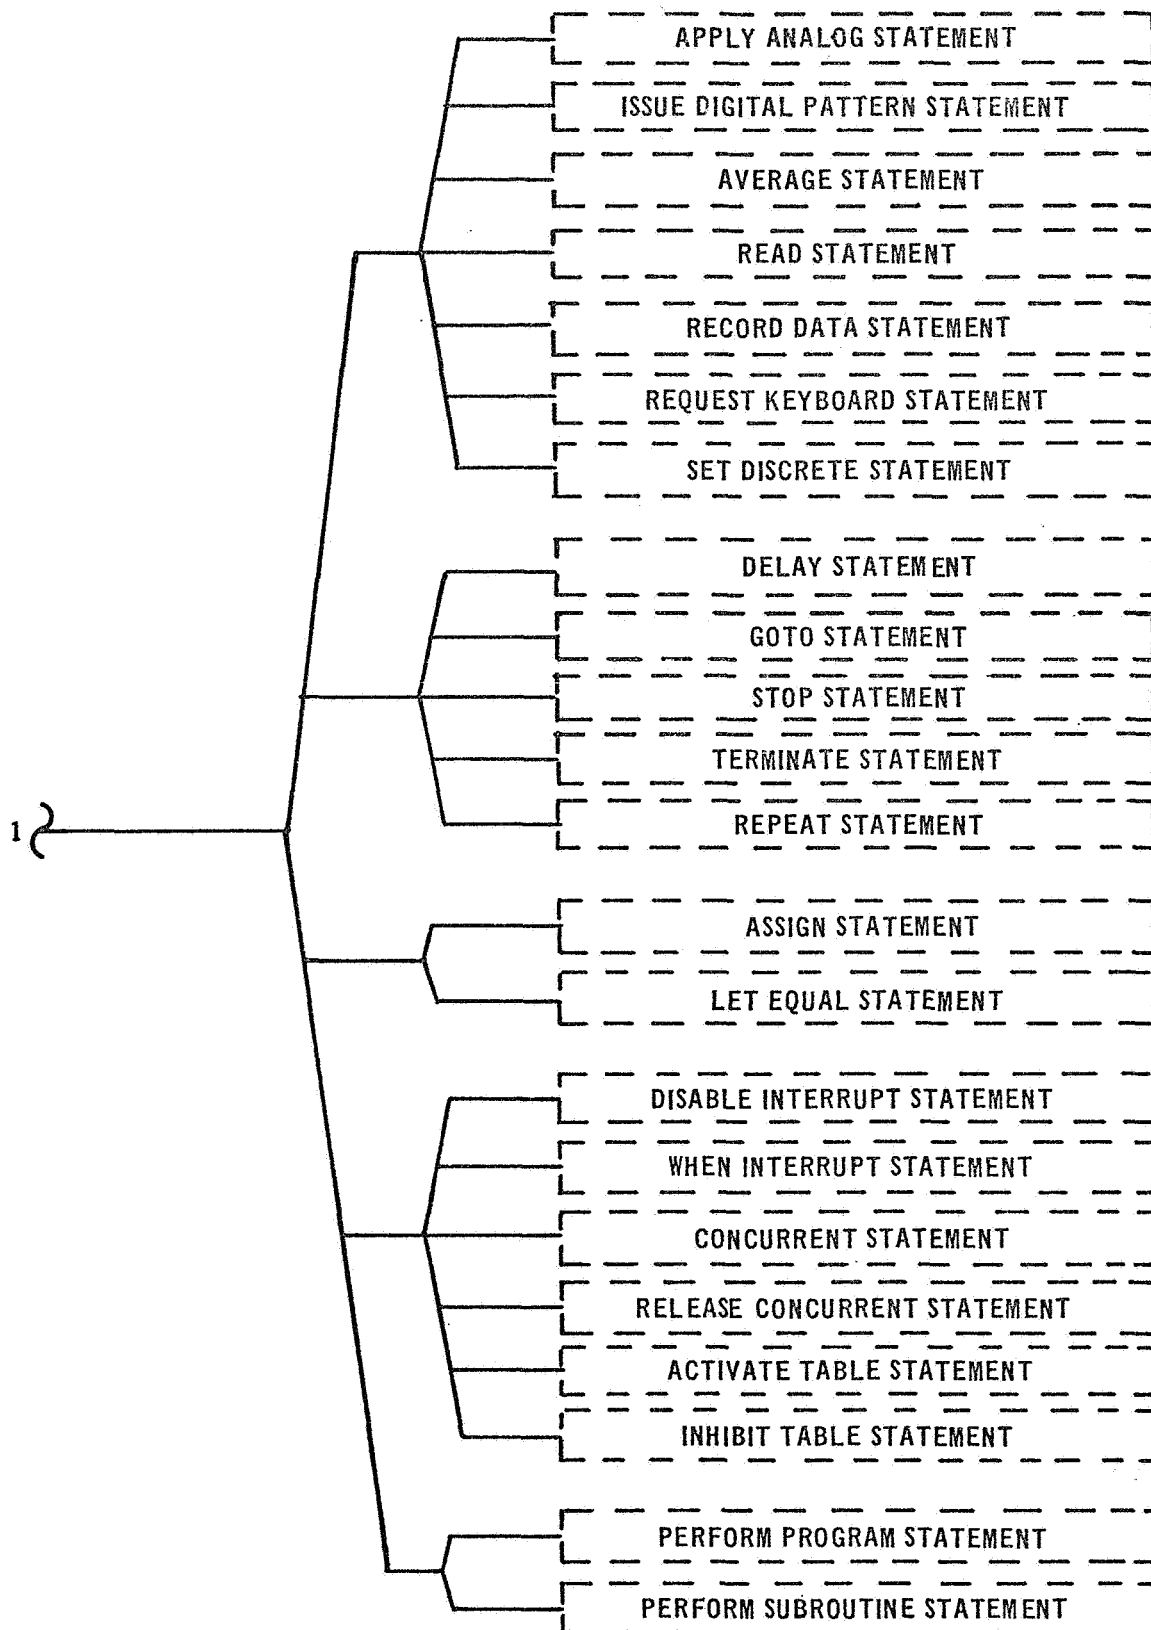 APPLY ANALOG STATEMENT
ISSUE DIGITAL PATTERN STATEMENT
AVERAGE STATEMENT
READ STATEMENT
RECORD DATA STATEMENT
REQUEST KEYBOARD STATEMENT
SET DISCRETE STATEMENT
DELAY STATEMENT
GOTO STATEMENT
STOP STATEMENT
TERMINATE STATEMENT
1
REPEAT STATEMENT
ASSIGN STATEMENT
LET EQUAL STATEMENT
DISABLE INTERRUPT STATEMENT
WHEN INTERRUPT STATEMENT
CONCURRENT STATEMENT
RELEASE CONCURRENT STATEMENT
ACTIVATE TABLE STATEMENT
INHIBIT TABLE STATEMENT
PERFORM PROGRAM STATEMENT
PERFORM SUBROUTINE STATEMENT